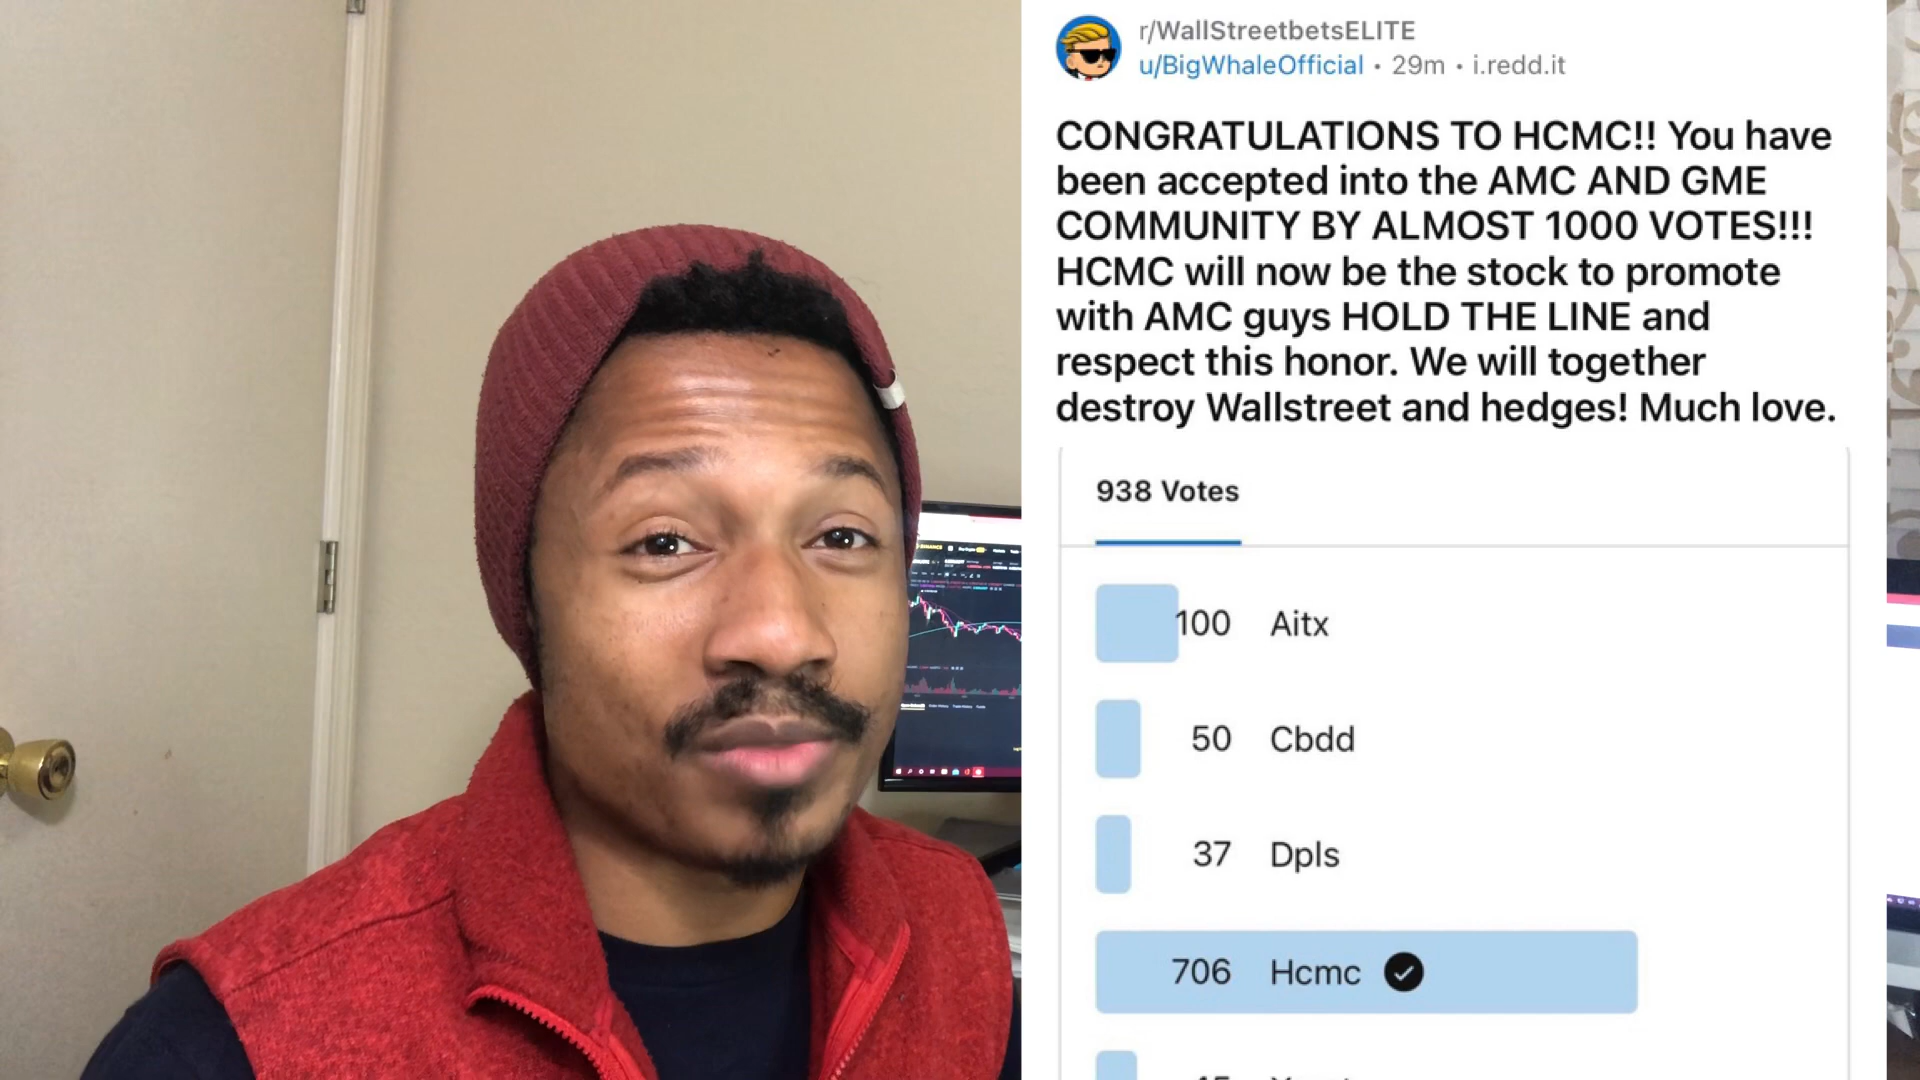 r/WallStreetbetsELITE
u/BigWhaleOfficial • 29m • i.redd.it
CONGRATULATIONS TO HCMC!! You have
been accepted into the AMC AND GME
COMMUNITY BY ALMOST 1000 VOTES!!!
HCMC will now be the stock to promote
with AMC guys HOLD THE LINE and
respect this honor. We will together
destroy Wallstreet and hedges! Much love.
938 Votes
100 Aitx
50 Cbdd
37 Dpls
706 Hcmc
BINANCE